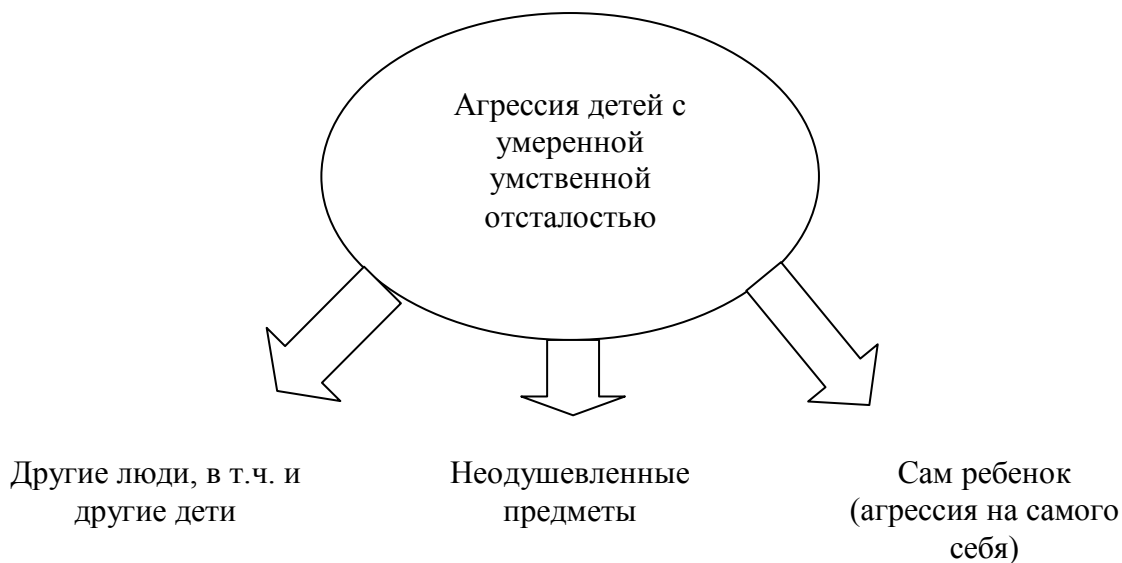 Агрессия детей с
умеренной
умственной
отсталостью
Другие люди, в т.ч. и
другие дети
Неодушевленные
предметы
Сам ребенок
(агрессия на самого
себя)